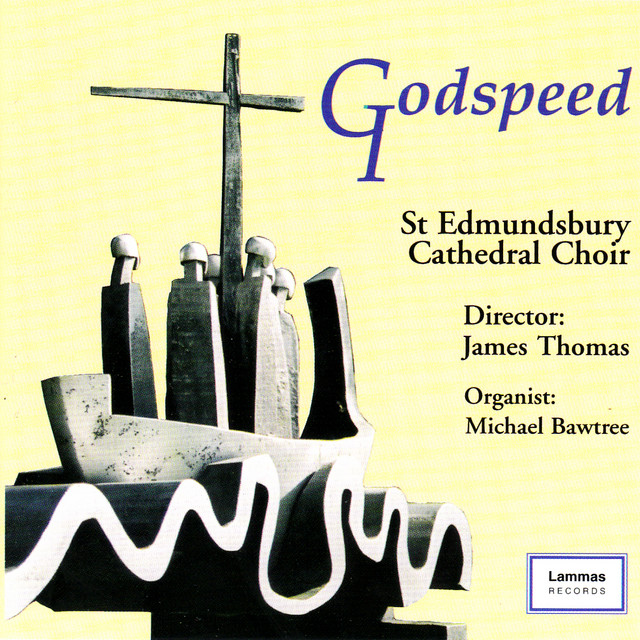 Godspeed
St Edmundsbury
Cathedral Choir
Director:
James Thomas
Organist:
Michael Bawtree
Lammas
RECORDS